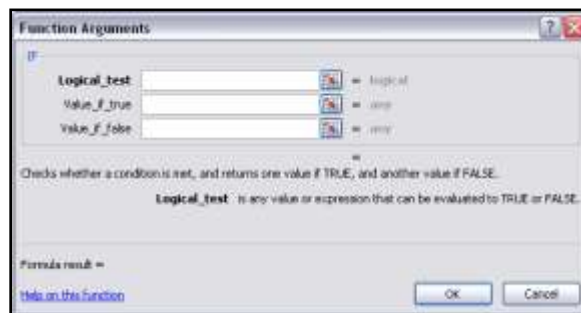 Function Arguments
IF
Logical_test = logical
Value_if_true = any
Value_if_false = any
=
Checks whether a condition is met, and returns one value if TRUE, and another value if FALSE.
Logical_test is any value or expression that can be evaluated to TRUE or FALSE.
Formula result =
Help on this function
OK Cancel